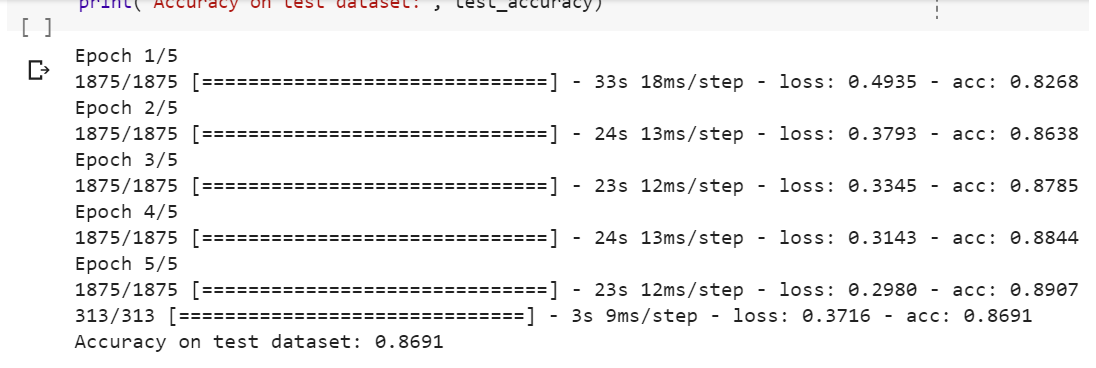 print("Accuracy on test dataset:", test_accuracy)
[ ]
Epoch 1/5
1875/1875 [==============================] - 33s 18ms/step - loss: 0.4935 - acc: 0.8268
Epoch 2/5
1875/1875 [==============================] - 24s 13ms/step - loss: 0.3793 - acc: 0.8638
Epoch 3/5
1875/1875 [==============================] - 23s 12ms/step - loss: 0.3345 - acc: 0.8785
Epoch 4/5
1875/1875 [==============================] - 24s 13ms/step - loss: 0.3143 - acc: 0.8844
Epoch 5/5
1875/1875 [==============================] - 23s 12ms/step - loss: 0.2980 - acc: 0.8907
313/313 [==============================] - 3s 9ms/step - loss: 0.3716 - acc: 0.8691
Accuracy on test dataset: 0.8691